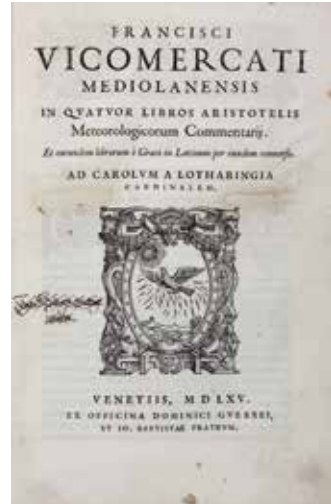 FRANCISCI
VICOMERCATI
MEDIOLANENSIS
IN QVATVOR LIBROS ARISTOTELIS
Meteorologicorum Commentarij.
Et eorundem librorum è Græco in Latinum per eundem conuersio.
AD CAROLVM A LOTHARINGIA
CARDINALEM.
VENETIIS, M D LXV.
EX OFFICINA DOMINICI GVERREI,
ET IO. BAPTISTAE FRATRVM.